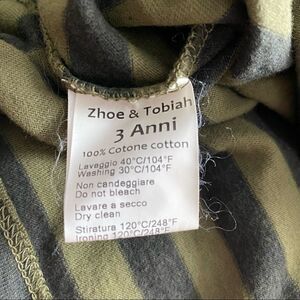 Zhoe & Tobiah
3 Anni
100% Cotone cotton
Lavaggio 40°C/104°F
Washing 30°C/104°F
Non candeggiare
Do not bleach
Lavare a secco
Dry clean
Stiratura 120°C/248°F
Ironing 120°C/248°F